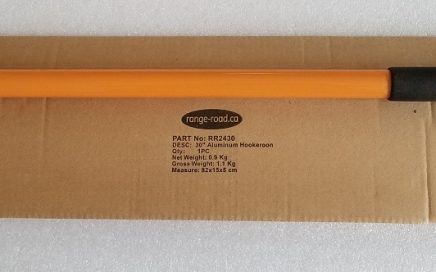 range-road.ca
PART No: RR2430
DESC: 30" Aluminum Hookeroon
Qty: 1PC
Net Weight: 0.9 Kg
Gross Weight: 1.1 Kg
Measure: 82x15x5 cm